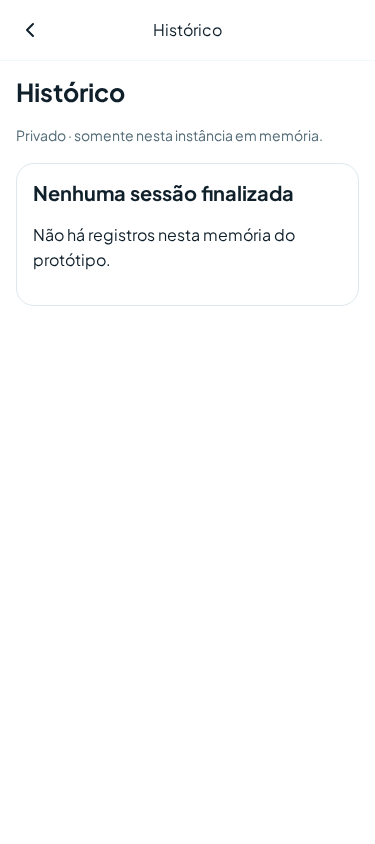 Histórico
Histórico
Privado · somente nesta instância em memória.
Nenhuma sessão finalizada
Não há registros nesta memória do
protótipo.